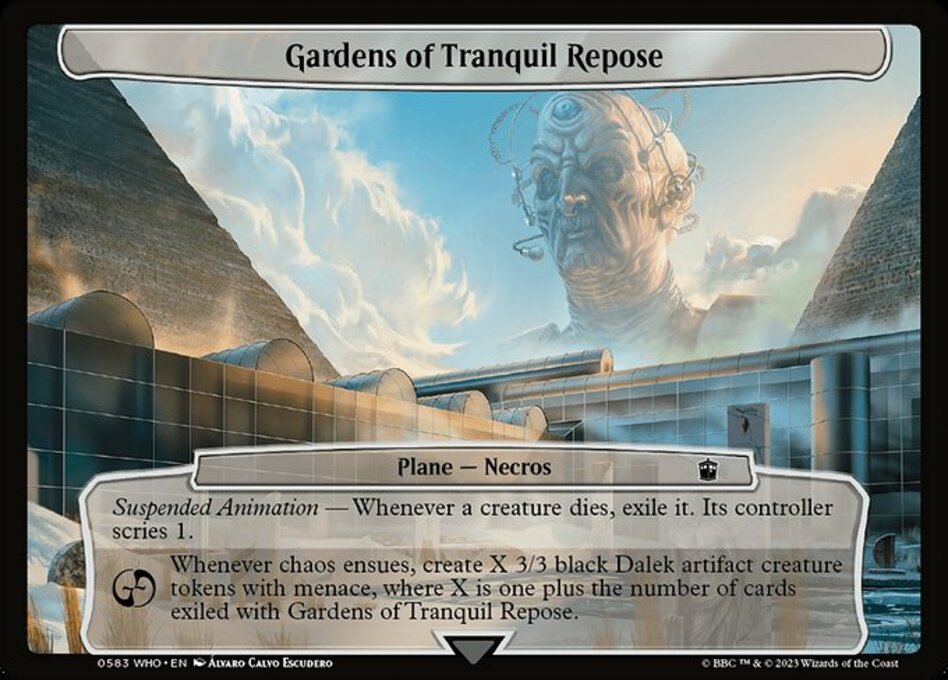 Gardens of Tranquil Repose
Plane — Necros
Suspended Animation — Whenever a creature dies, exile it. Its controller
scries 1.
Whenever chaos ensues, create X 3/3 black Dalek artifact creature
tokens with menace, where X is one plus the number of cards
exiled with Gardens of Tranquil Repose.
0583 WHO • EN Álvaro Calvo Escudero
© BBC ™ & © 2023 Wizards of the Coast